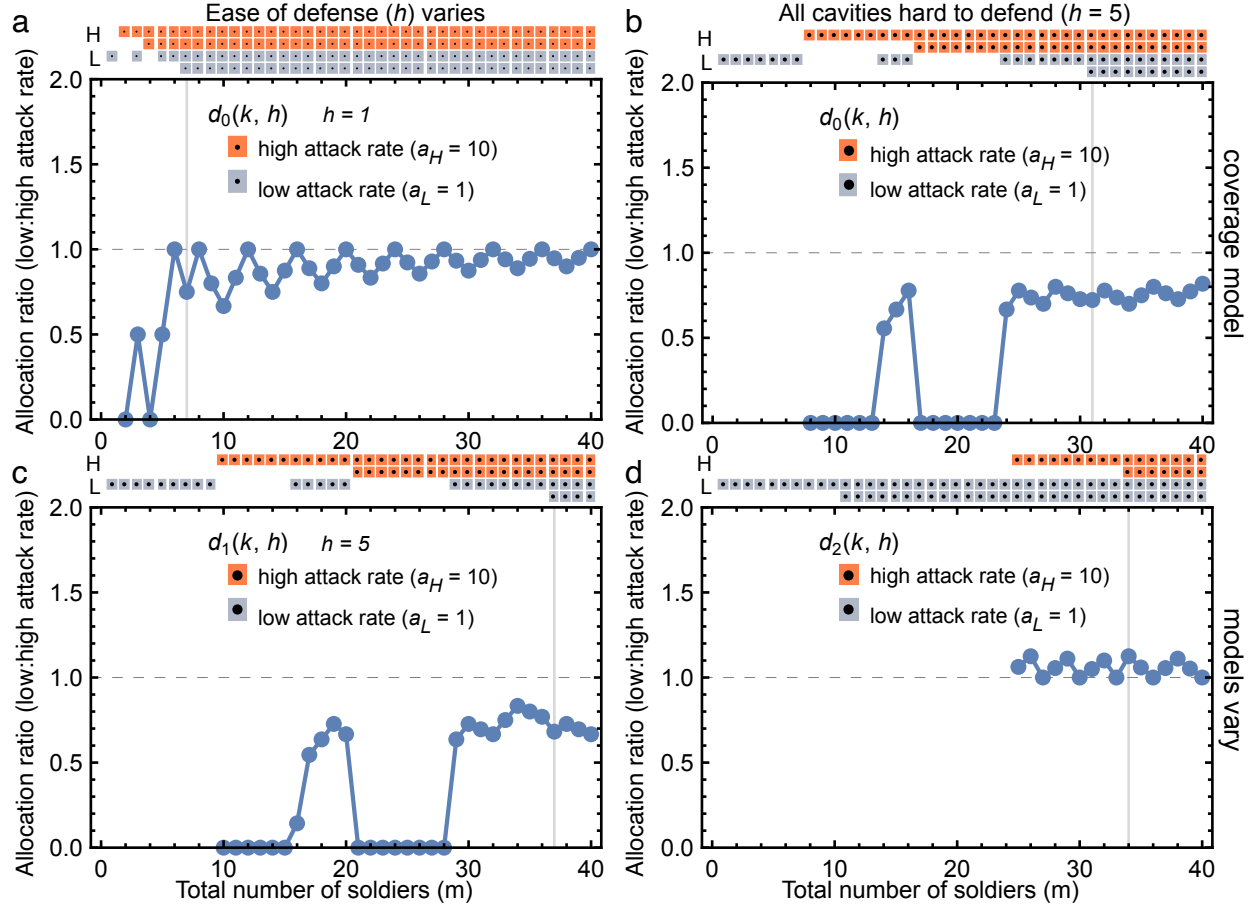 a
Ease of defense (h) varies
H
L
2.0
1.5
1.0
0.5
0.0
Allocation ratio (low:high attack rate)
d0(k, h) h = 1
high attack rate (aH = 10)
low attack rate (aL = 1)
0 10 20 30 40
b
All cavities hard to defend (h = 5)
H
L
2.0
1.5
1.0
0.5
0.0
Allocation ratio (low:high attack rate)
d0(k, h)
high attack rate (aH = 10)
low attack rate (aL = 1)
0 10 20 30 40
coverage model
c
H
L
2.0
1.5
1.0
0.5
0.0
Allocation ratio (low:high attack rate)
d1(k, h) h = 5
high attack rate (aH = 10)
low attack rate (aL = 1)
0 10 20 30 40
Total number of soldiers (m)
d
H
L
2.0
1.5
1.0
0.5
0.0
Allocation ratio (low:high attack rate)
d2(k, h)
high attack rate (aH = 10)
low attack rate (aL = 1)
0 10 20 30 40
Total number of soldiers (m)
models vary